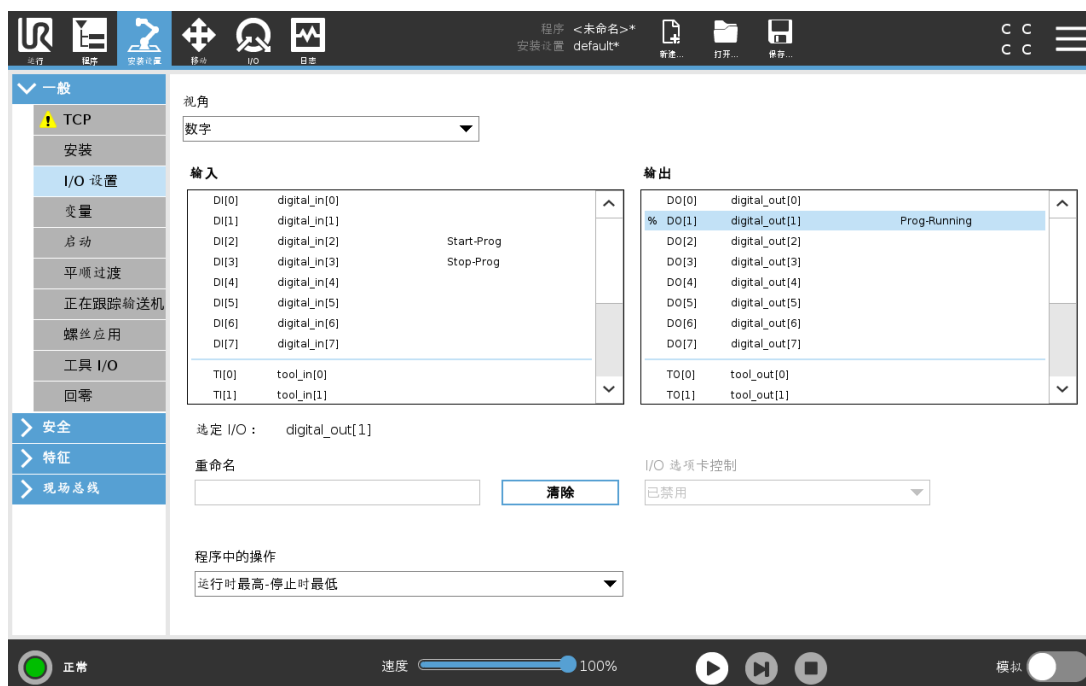 程序 <未命名>*
安装设置 default*
C C
C C
运行
程序
安装设置
移动
I/O
日志
新建...
打开...
保存...
一般
TCP
安装
I/O 设置
变量
启动
平顺过渡
正在跟踪输送机
螺丝应用
工具 I/O
回零
安全
特征
现场总线
视角
数字
输入
DI[0] digital_in[0]
DI[1] digital_in[1]
DI[2] digital_in[2] Start-Prog
DI[3] digital_in[3] Stop-Prog
DI[4] digital_in[4]
DI[5] digital_in[5]
DI[6] digital_in[6]
DI[7] digital_in[7]
TI[0] tool_in[0]
TI[1] tool_in[1]
输出
DO[0] digital_out[0]
% DO[1] digital_out[1] Prog-Running
DO[2] digital_out[2]
DO[3] digital_out[3]
DO[4] digital_out[4]
DO[5] digital_out[5]
DO[6] digital_out[6]
DO[7] digital_out[7]
TO[0] tool_out[0]
TO[1] tool_out[1]
选定 I/O： digital_out[1]
重命名
清除
I/O 选项卡控制
已禁用
程序中的操作
运行时最高-停止时最低
正常
速度 100%
模拟